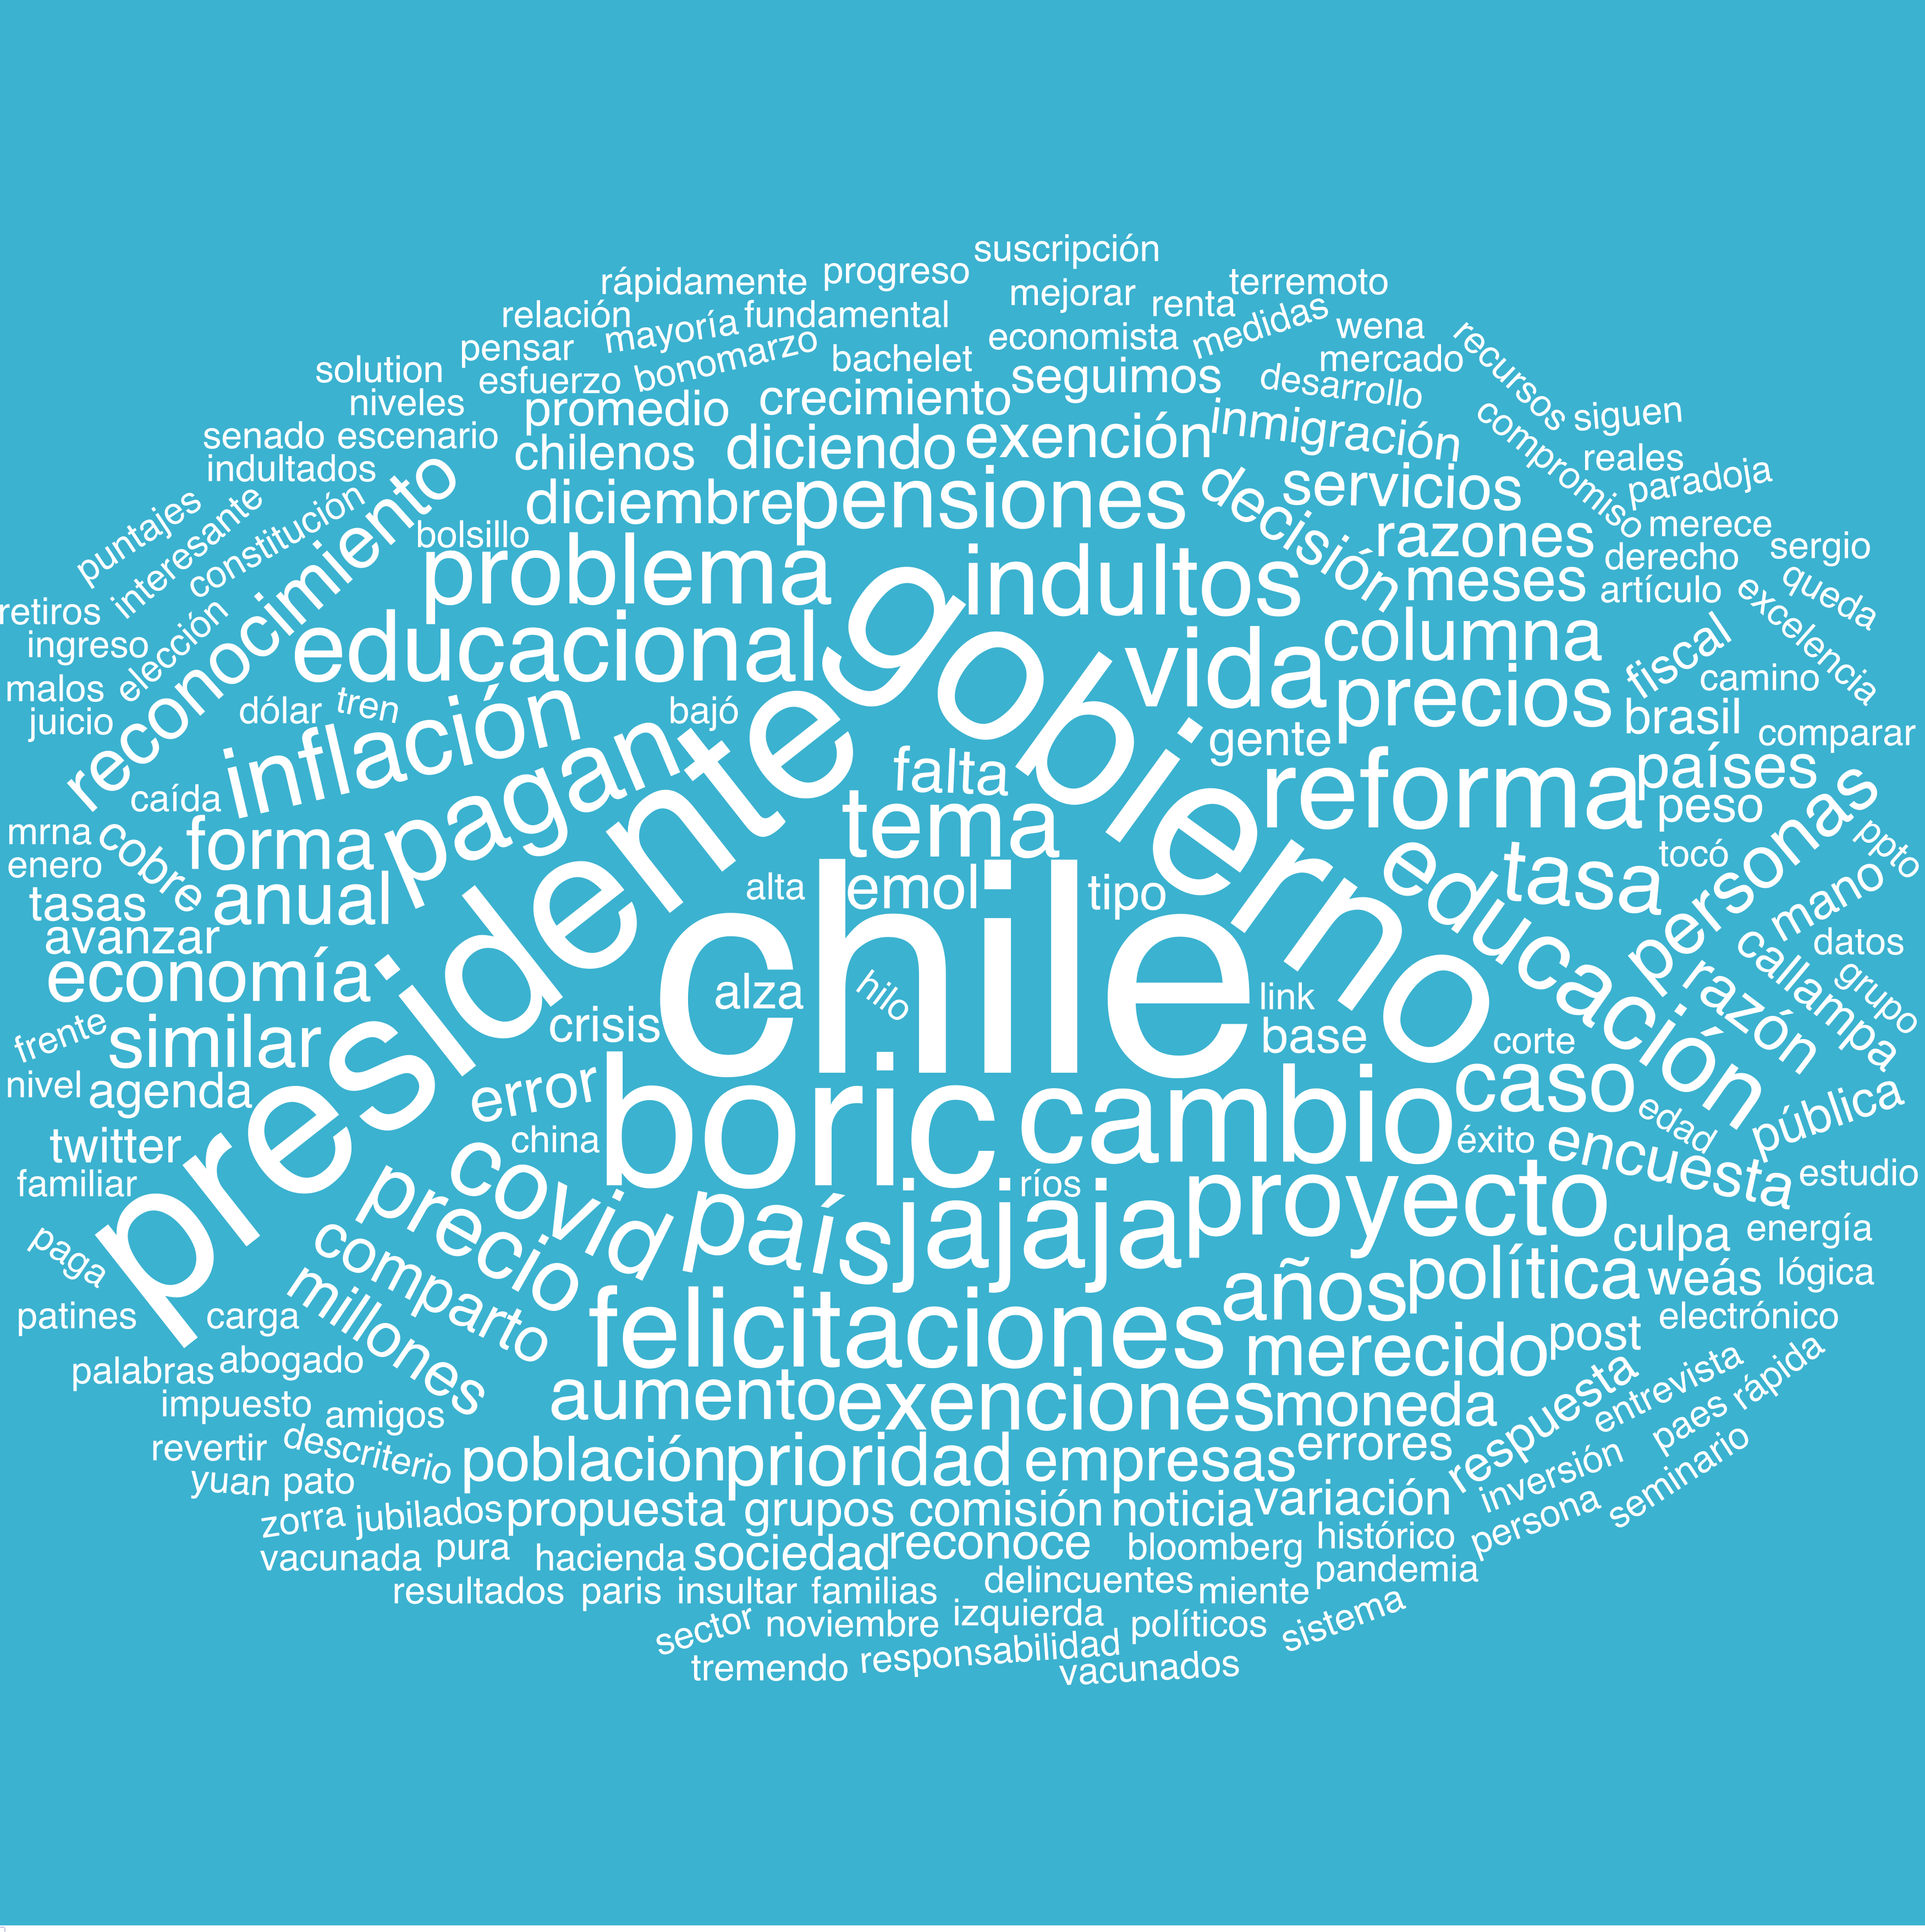 suscripción
rápidamente progreso
terremoto
mejorar renta
relación mayoría fundamental
economista medidas wena
recursos
pensar bonomarzo bachelet
mercado
solution esfuerzo
seguimos desarrollo
niveles promedio crecimiento
compromiso siguen
senado escenario
chilenos diciendo exención inmigración
indultados
reales paradoja
puntajes interesante constitución
reconocimiento
bolsillo diciembre pensiones decisión servicios
razones merece
sergio
derecho
problema gobierno indultos
meses artículo excelencia queda
retiros
ingreso elección
educacional vida columna
fiscal
malos
juicio dólar tren
inflación pagan bajó
precios camino
brasil comparar
gente
caída falta
reforma países
peso personas
mrna cobre forma
tema
ppto
enero
tocó
tasas anual
alta emol tipo
educación tasa
mano
avanzar
datos
economía
presidente
chile
alza hilo link
razón callampa grupo
frente similar
crisis
base corte
nivel agenda
error boric cambio caso
edad pública
twitter
china
éxito encuesta
familiar
estudio
covid precio
país jajaja
ríos
proyecto
culpa energía
paga
comparto
años política weás lógica
patines carga millones
felicitaciones
electrónico
merecido post
palabras abogado
respuesta entrevista paes rápida
impuesto amigos
aumento exenciones moneda
revertir descriterio
población prioridad empresas errores
yuan pato
inversión seminario
zorra jubilados propuesta grupos comisión noticia variación
persona
vacunada pura hacienda sociedad reconoce bloomberg histórico
pandemia
resultados paris insultar familias delincuentes miente
sector noviembre izquierda políticos sistema
tremendo responsabilidad vacunados